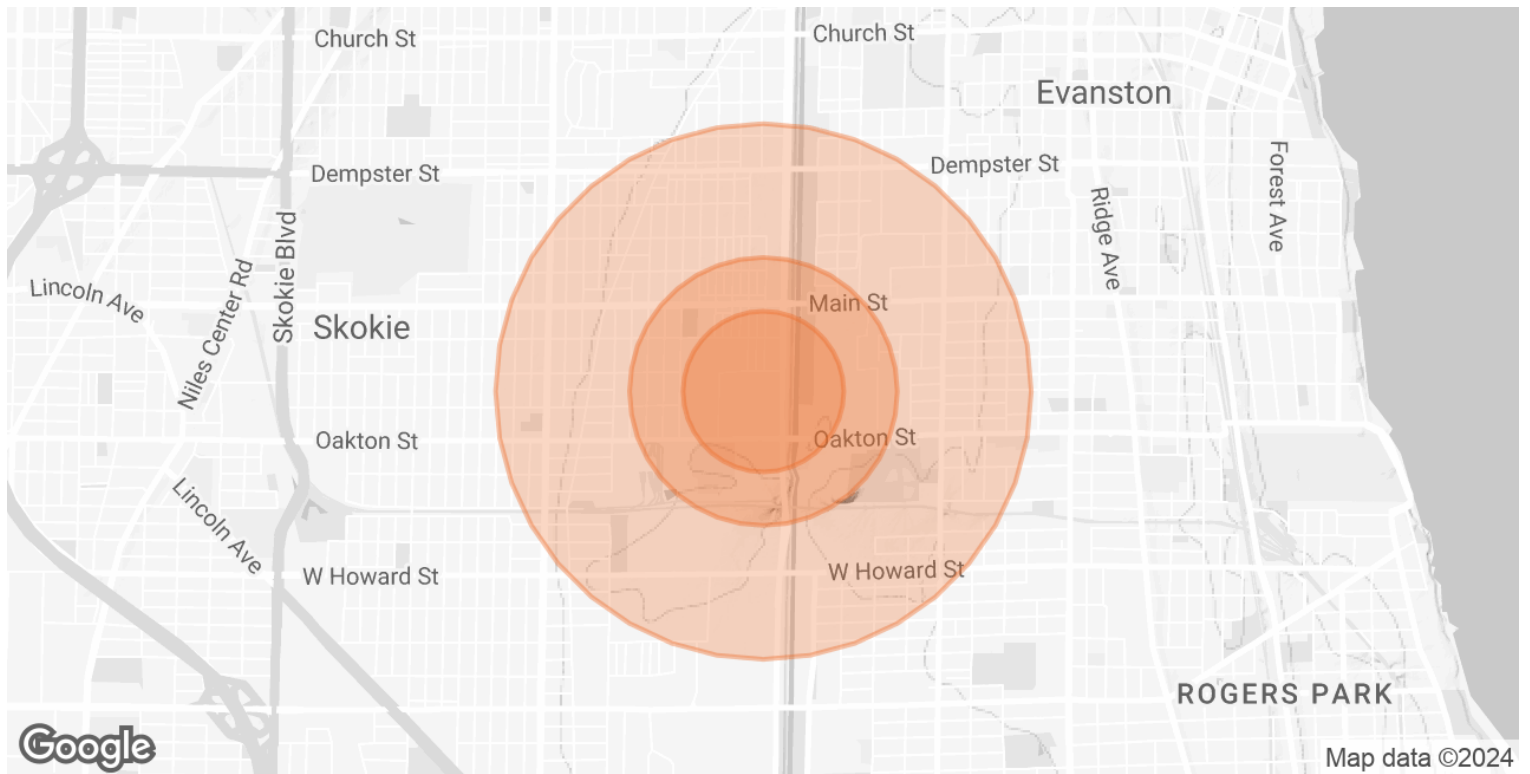 Church St
Church St
Evanston
Dempster St
Dempster St
Forest Ave
Ridge Ave
Skokie Blvd
Niles Center Rd
Lincoln Ave
Main St
Skokie
Oakton St
Oakton St
Lincoln Ave
W Howard St
W Howard St
ROGERS PARK
Google
Map data ©2024